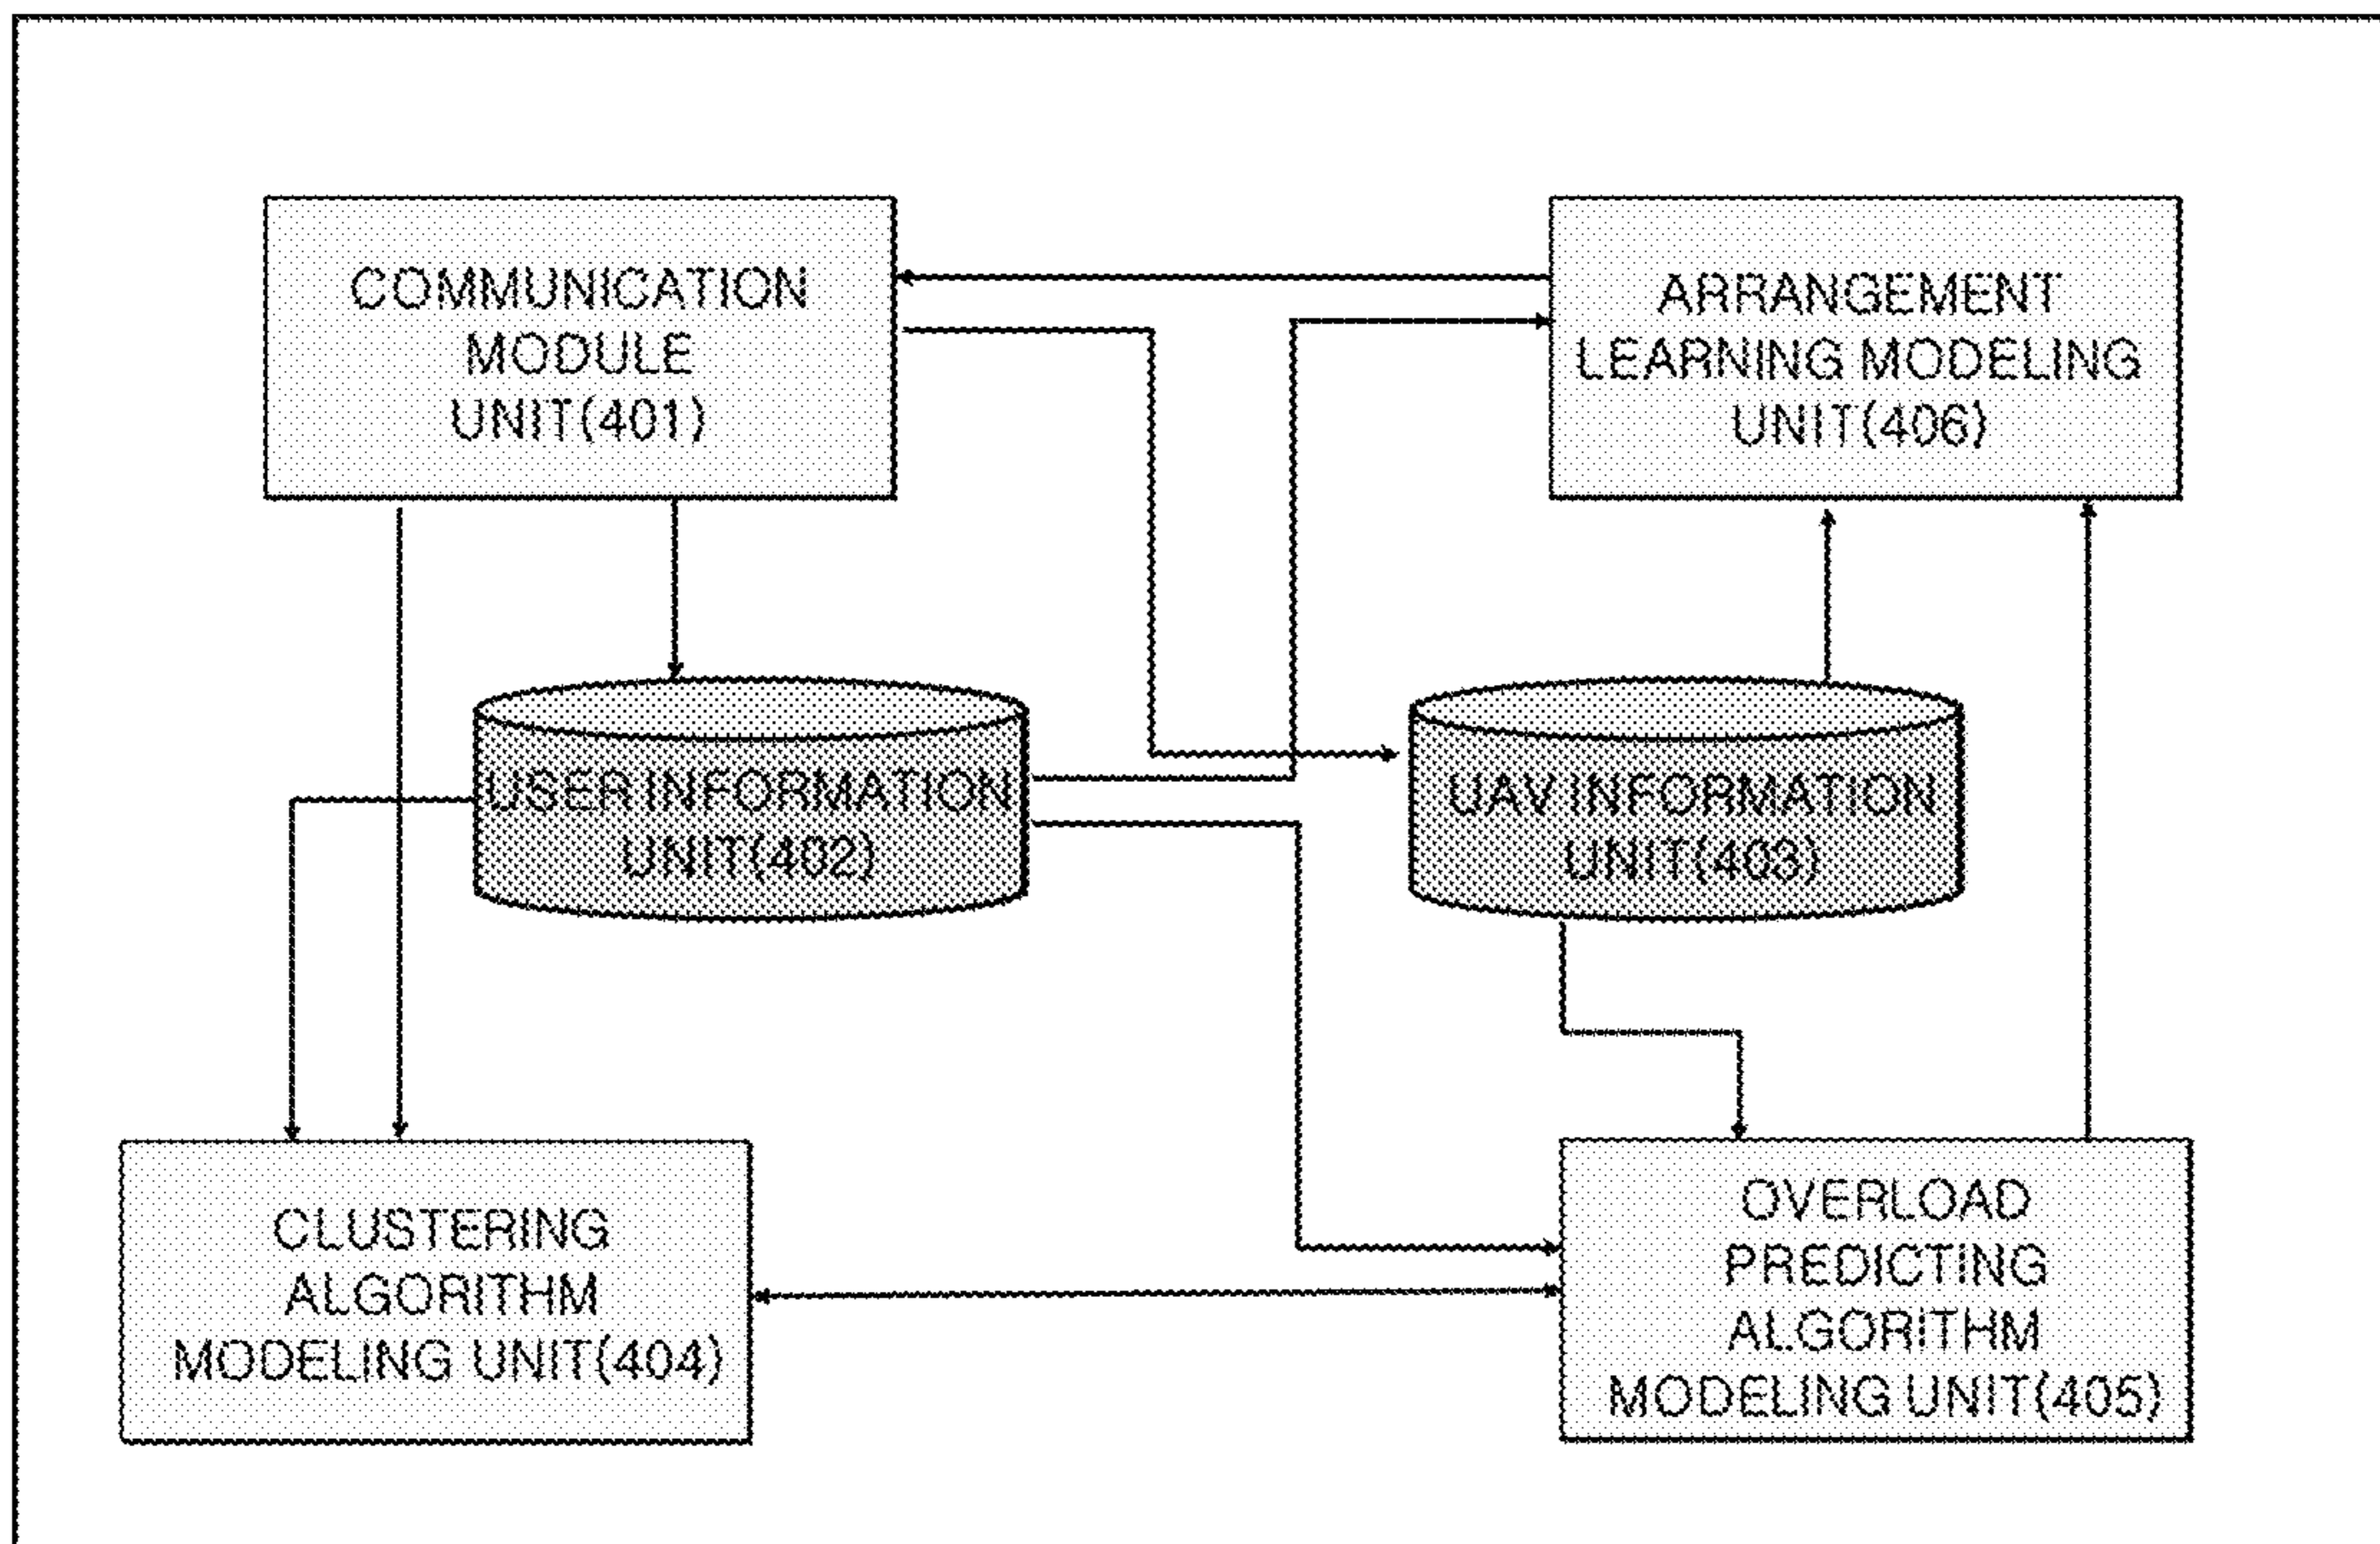 COMMUNICATION
MODULE
UNIT(401)
ARRANGEMENT
LEARNING MODELING
UNIT(406)
USER INFORMATION
UNIT(402)
UAV INFORMATION
UNIT(403)
CLUSTERING
ALGORITHM
MODELING UNIT(404)
OVERLOAD
PREDICTING
ALGORITHM
MODELING UNIT(405)